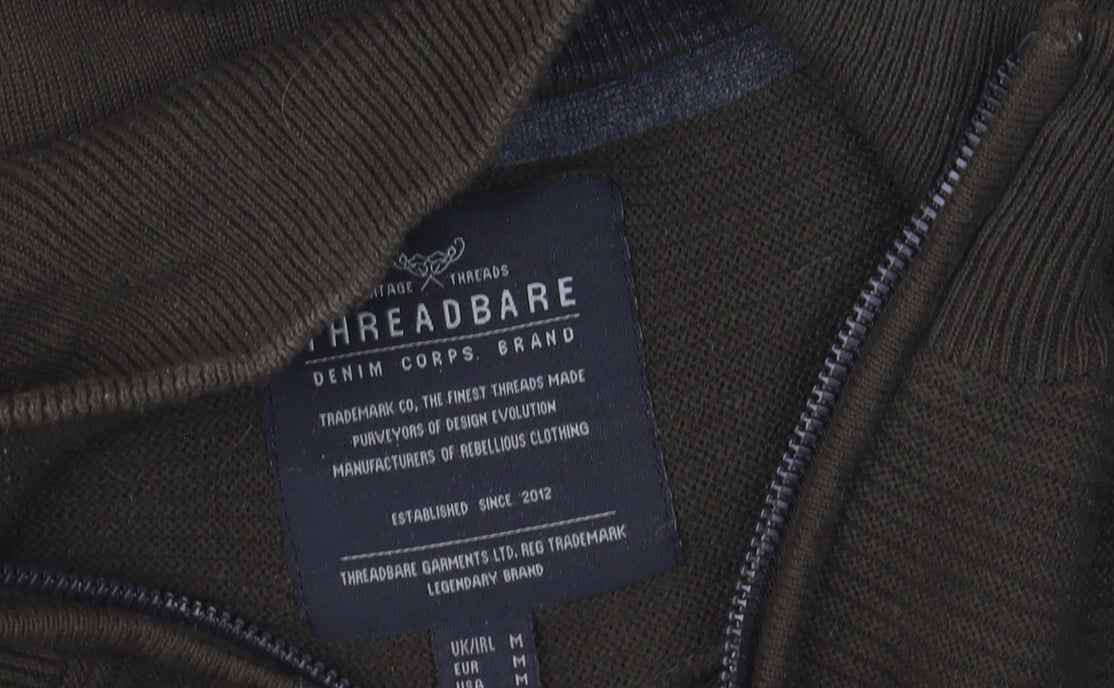 THREADS
THREADBARE
DENIM CORPS. BRAND
TRADEMARK CO, THE FINEST THREADS MADE
PURVEYORS OF DESIGN EVOLUTION
MANUFACTURERS OF REBELLIOUS CLOTHING
ESTABLISHED SINCE 2012
THREADBARE GARMENTS LTD. REG TRADEMARK
LEGENDARY BRAND
UK/IRL M
EUR M
USA M